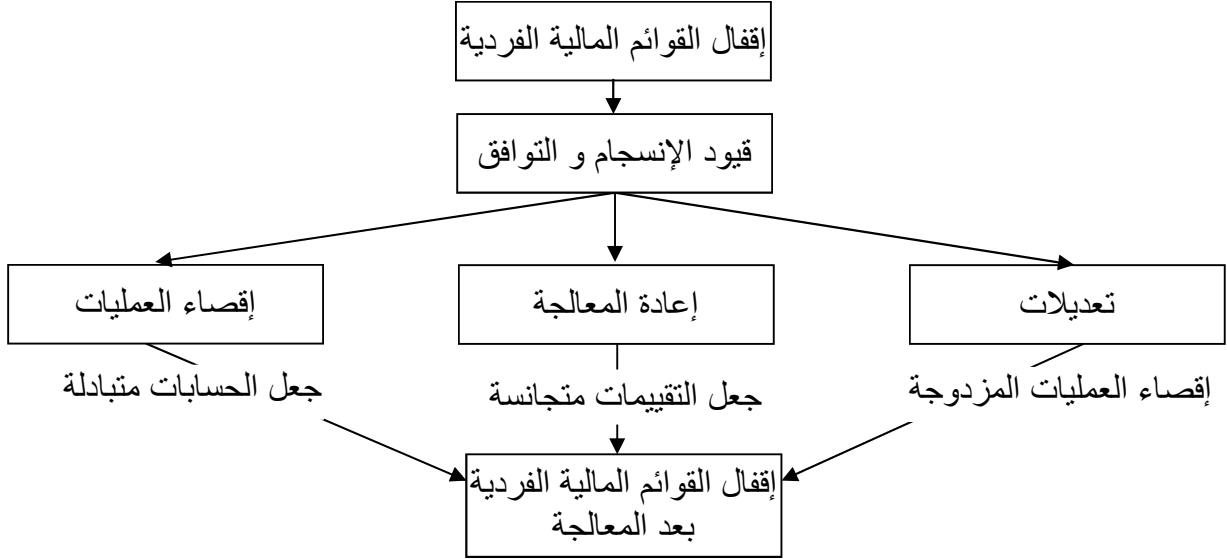 إقفال القوائم المالية الفردية
قيود الإنسجام و التوافق
تعديلات
إعادة المعالجة
إقصاء العمليات
إقصاء العمليات المزدوجة
جعل التقييمات متجانسة
جعل الحسابات متبادلة
إقفال القوائم المالية الفردية
بعد المعالجة